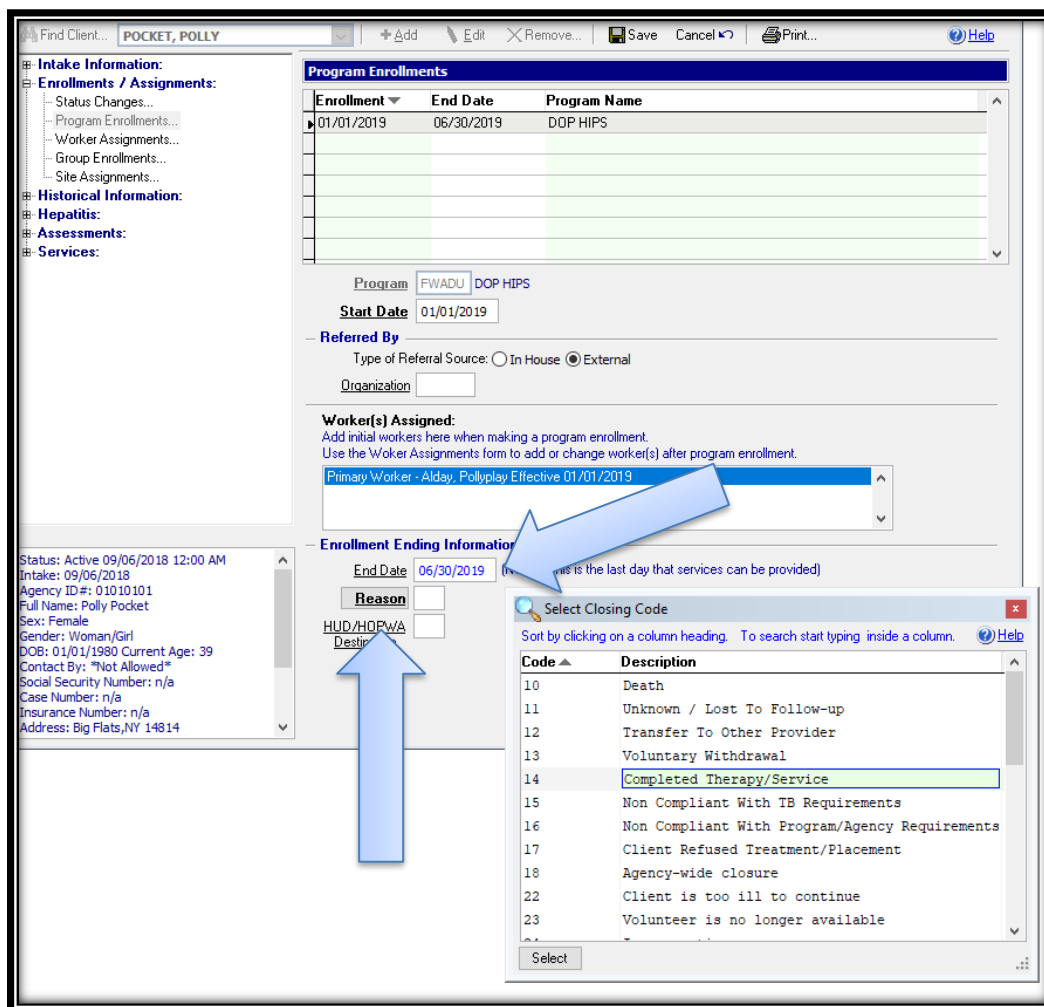 Find Client... POCKET, POLLY Add Edit Remove... Save Cancel Print... Help
Intake Information:
Enrollments / Assignments:
Status Changes...
Program Enrollments...
Worker Assignments...
Group Enrollments...
Site Assignments...
Historical Information:
Hepatitis:
Assessments:
Services:
Program Enrollments
Enrollment End Date Program Name
01/01/2019 06/30/2019 DOP HIPS
Program FWADU DOP HIPS
Start Date 01/01/2019
Referred By
Type of Referral Source: In House External
Organization
Worker(s) Assigned:
Add initial workers here when making a program enrollment.
Use the Woker Assignments form to add or change worker(s) after program enrollment.
Primary Worker - Alday, Pollyplay Effective 01/01/2019
Enrollment Ending Information
End Date 06/30/2019 is the last day that services can be provided)
Reason
HUD/HOPWA
Status: Active 09/06/2018 12:00 AM
Intake: 09/06/2018
Agency ID#: 01010101
Full Name: Polly Pocket
Sex: Female
Gender: Woman/Girl
DOB: 01/01/1980 Current Age: 39
Contact By: *Not Allowed*
Social Security Number: n/a
Case Number: n/a
Insurance Number: n/a
Address: Big Flats,NY 14814
Select Closing Code
Sort by clicking on a column heading. To search start typing inside a column. Help
Code Description
10 Death
11 Unknown / Lost To Follow-up
12 Transfer To Other Provider
13 Voluntary Withdrawal
14 Completed Therapy/Service
15 Non Compliant With TB Requirements
16 Non Compliant With Program/Agency Requirements
17 Client Refused Treatment/Placement
18 Agency-wide closure
22 Client is too ill to continue
23 Volunteer is no longer available
Select